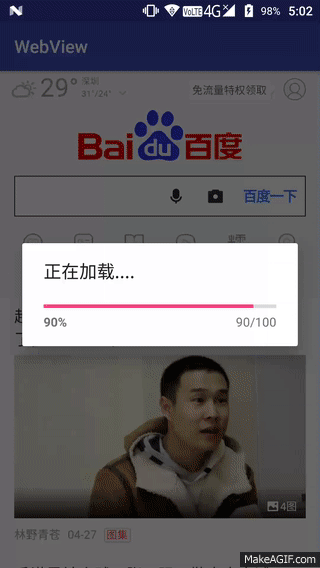 VoLTE 4G 98% 5:02
WebView
29° 深圳
31°/24°
免流量特权领取
Bai du 百度
百度一下
正在加载....
90% 90/100
4图
林野青苍 04-27 图集
MakeAGIF.com